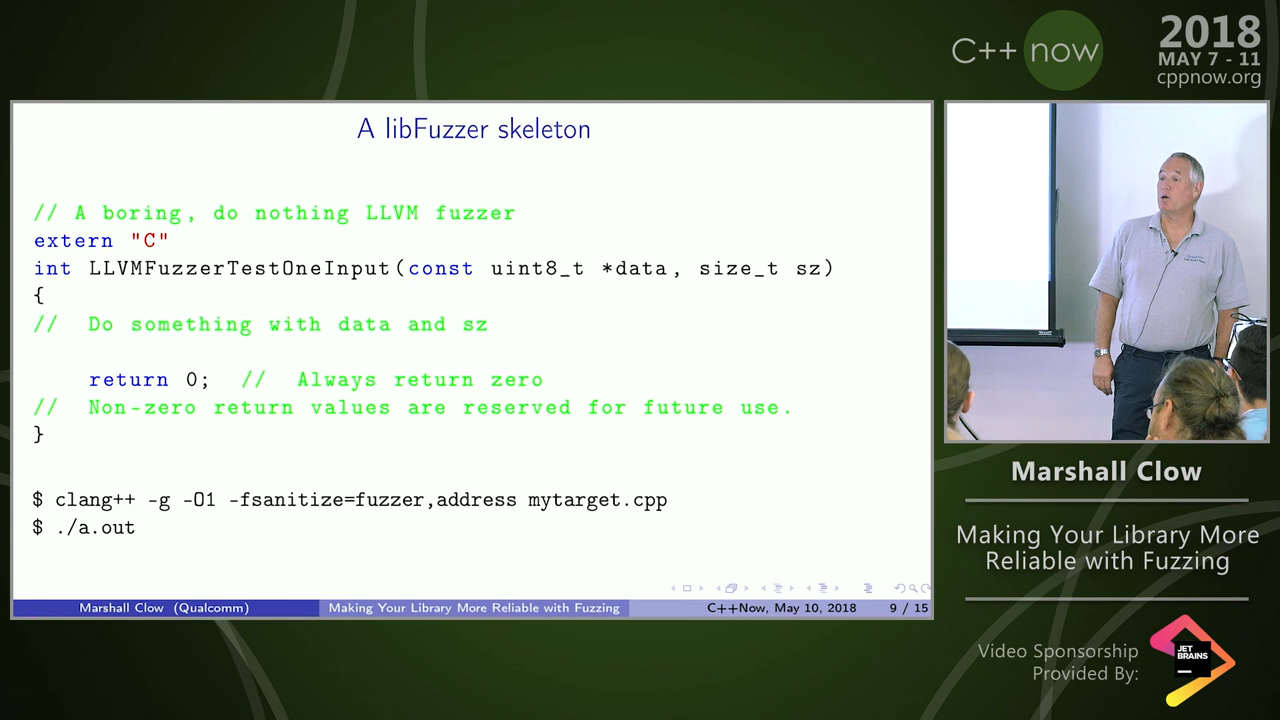 C++ now
2018
MAY 7 - 11
cppnow.org
A libFuzzer skeleton
// A boring, do nothing LLVM fuzzer
extern "C"
int LLVMFuzzerTestOneInput(const uint8_t *data, size_t sz)
{
// Do something with data and sz
return 0; // Always return zero
// Non-zero return values are reserved for future use.
}
$ clang++ -g -O1 -fsanitize=fuzzer,address mytarget.cpp
$ ./a.out
Marshall Clow (Qualcomm)
Making Your Library More Reliable with Fuzzing
C++Now, May 10, 2018
9 / 15
Marshall Clow
Making Your Library More
Reliable with Fuzzing
Video Sponsorship
Provided By:
JET
BRAINS